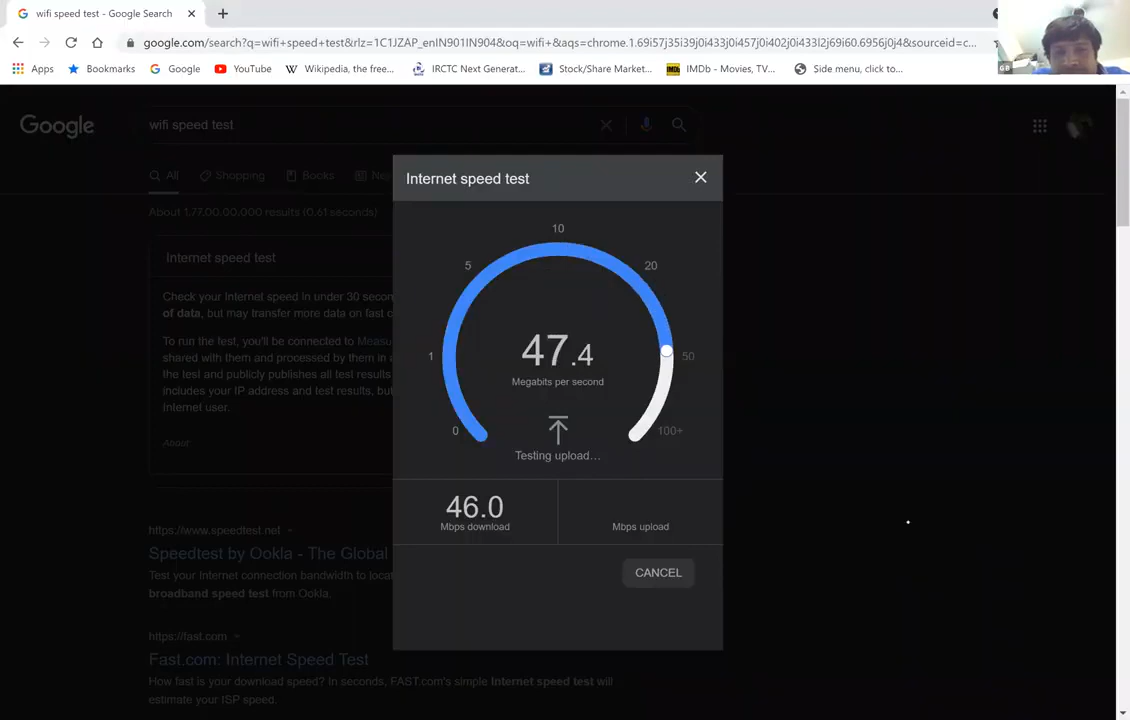 wifi speed test - Google Search
google.com/search?q=wifi+speed+test&rlz=1C1JZAP_enIN901IN904&oq=wifi+&aqs=chrome.1.69i57j35i39j0i433j0i457j0i402j0i433l2j69i60.6956j0j4&sourceid=c...
Apps Bookmarks Google YouTube Wikipedia, the free... IRCTC Next Generat... Stock/Share Market... IMDb - Movies, TV... Side menu, click to...
GB
Google wifi speed test
All Shopping Books
About 1,77,00,00,000 results (0.61 seconds)
Internet speed test
Check your Internet speed in under 30 secon
of data, but may transfer more data on fast c
To run the test, you'll be connected to Measu
shared with them and processed by them in a
the test and publicly publishes all test results
includes your IP address and test results, but
Internet user.
About
https://www.speedtest.net
Speedtest by Ookla - The Global
Test your Internet connection bandwidth to locat
broadband speed test from Ookla.
https://fast.com
Fast.com: Internet Speed Test
How fast is your download speed? In seconds, FAST.com's simple Internet speed test will
estimate your ISP speed.
Internet speed test
10
5 20
1 50
47.4
Megabits per second
0 100+
Testing upload...
46.0
Mbps download Mbps upload
CANCEL